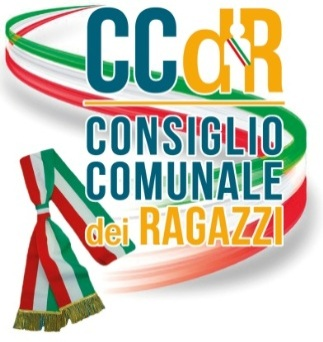 CCdR
CONSIGLIO
COMUNALE
dei RAGAZZI